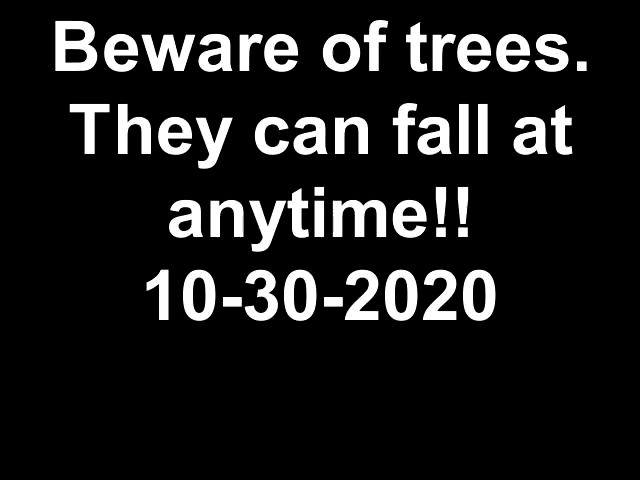 Beware of trees.
They can fall at
anytime!!
10-30-2020